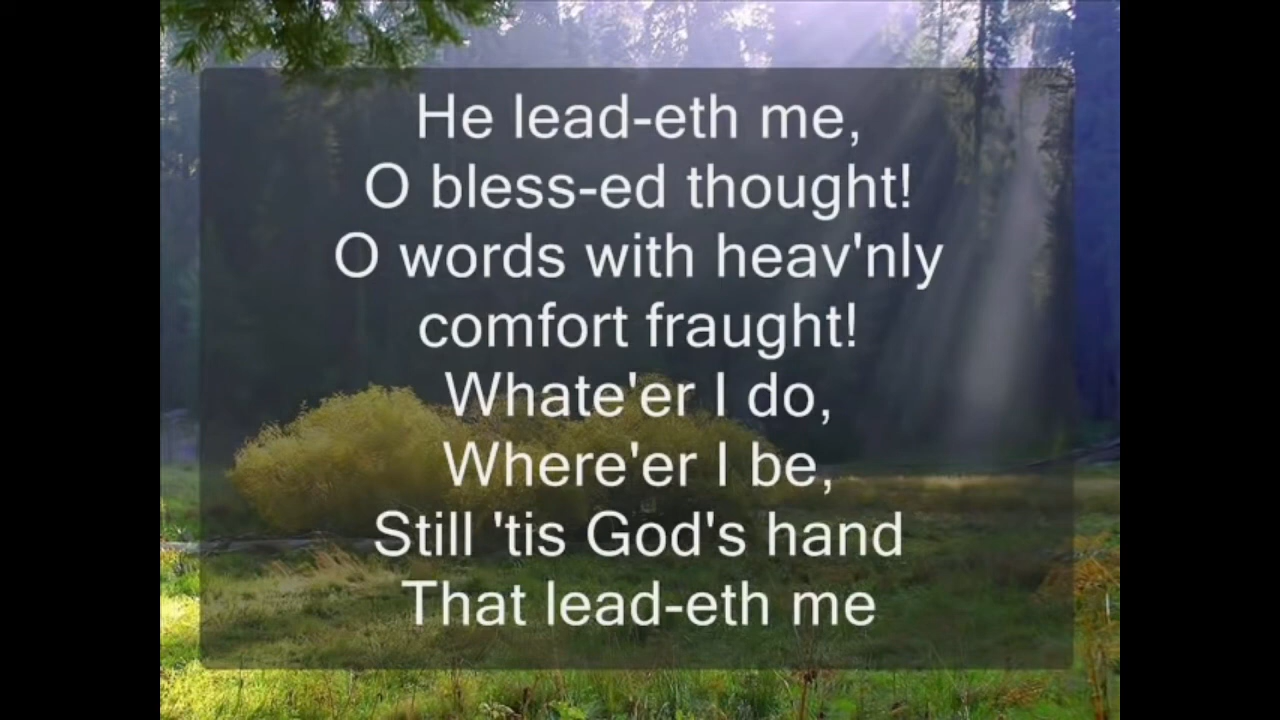 He lead-eth me,
O bless-ed thought!
O words with heav'nly
comfort fraught!
Whate'er I do,
Where'er I be,
Still 'tis God's hand
That lead-eth me